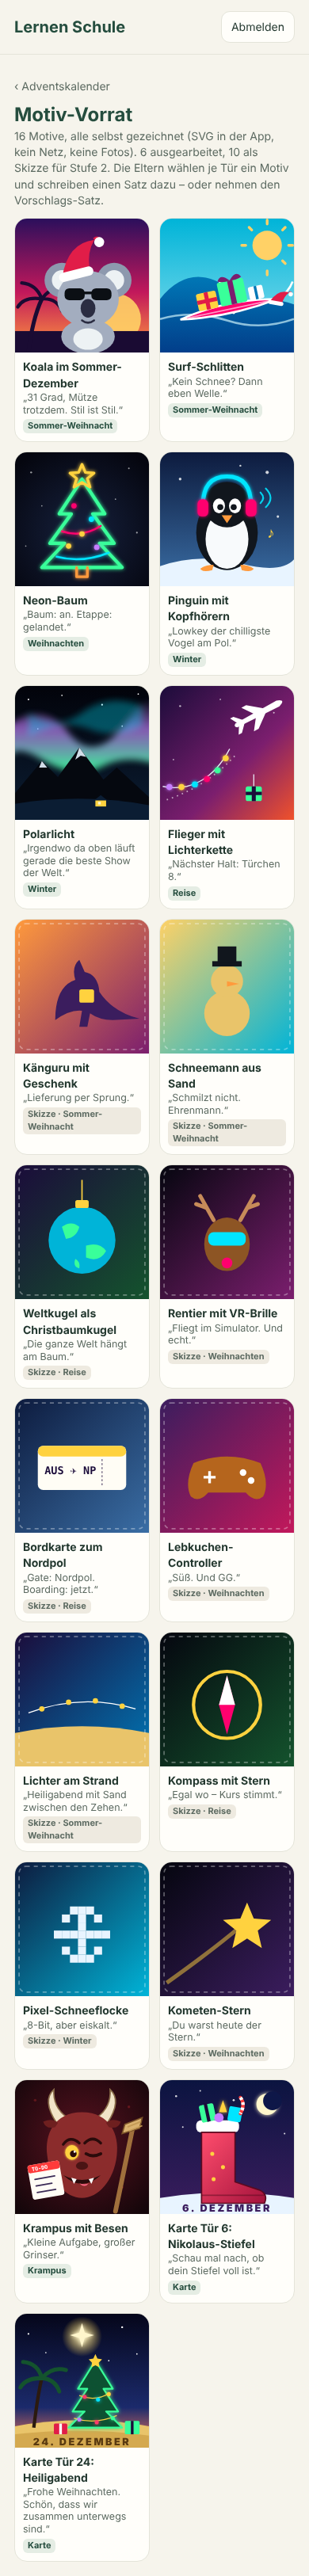 Lernen Schule
Abmelden
‹ Adventskalender
Motiv-Vorrat
16 Motive, alle selbst gezeichnet (SVG in der App,
kein Netz, keine Fotos). 6 ausgearbeitet, 10 als
Skizze für Stufe 2. Die Eltern wählen je Tür ein Motiv
und schreiben einen Satz dazu – oder nehmen den
Vorschlags-Satz.
Koala im Sommer-
Dezember
„31 Grad, Mütze
trotzdem. Stil ist Stil.“
Sommer-Weihnacht
Surf-Schlitten
„Kein Schnee? Dann
eben Welle.“
Sommer-Weihnacht
Neon-Baum
„Baum: an. Etappe:
gelandet.“
Weihnachten
Pinguin mit
Kopfhörern
„Lowkey der chilligste
Vogel am Pol.“
Winter
Polarlicht
„Irgendwo da oben läuft
gerade die beste Show
der Welt.“
Winter
Flieger mit
Lichterkette
„Nächster Halt: Türchen
8.“
Reise
Känguru mit
Geschenk
„Lieferung per Sprung.“
Skizze · Sommer-
Weihnacht
Schneemann aus
Sand
„Schmilzt nicht.
Ehrenmann.“
Skizze · Sommer-
Weihnacht
Weltkugel als
Christbaumkugel
„Die ganze Welt hängt
am Baum.“
Skizze · Reise
Rentier mit VR-Brille
„Fliegt im Simulator. Und
echt.“
Skizze · Weihnachten
AUS ✈ NP
Bordkarte zum
Nordpol
„Gate: Nordpol.
Boarding: jetzt.“
Skizze · Reise
Lebkuchen-
Controller
„Süß. Und GG.“
Skizze · Weihnachten
Lichter am Strand
„Heiligabend mit Sand
zwischen den Zehen.“
Skizze · Sommer-
Weihnacht
Kompass mit Stern
„Egal wo – Kurs stimmt.“
Skizze · Reise
Pixel-Schneeflocke
„8-Bit, aber eiskalt.“
Skizze · Winter
Kometen-Stern
„Du warst heute der
Stern.“
Skizze · Weihnachten
TO-DO
Krampus mit Besen
„Kleine Aufgabe, großer
Grinser.“
Krampus
6. DEZEMBER
Karte Tür 6:
Nikolaus-Stiefel
„Schau mal nach, ob
dein Stiefel voll ist.“
Karte
24. DEZEMBER
Karte Tür 24:
Heiligabend
„Frohe Weihnachten.
Schön, dass wir
zusammen unterwegs
sind.“
Karte